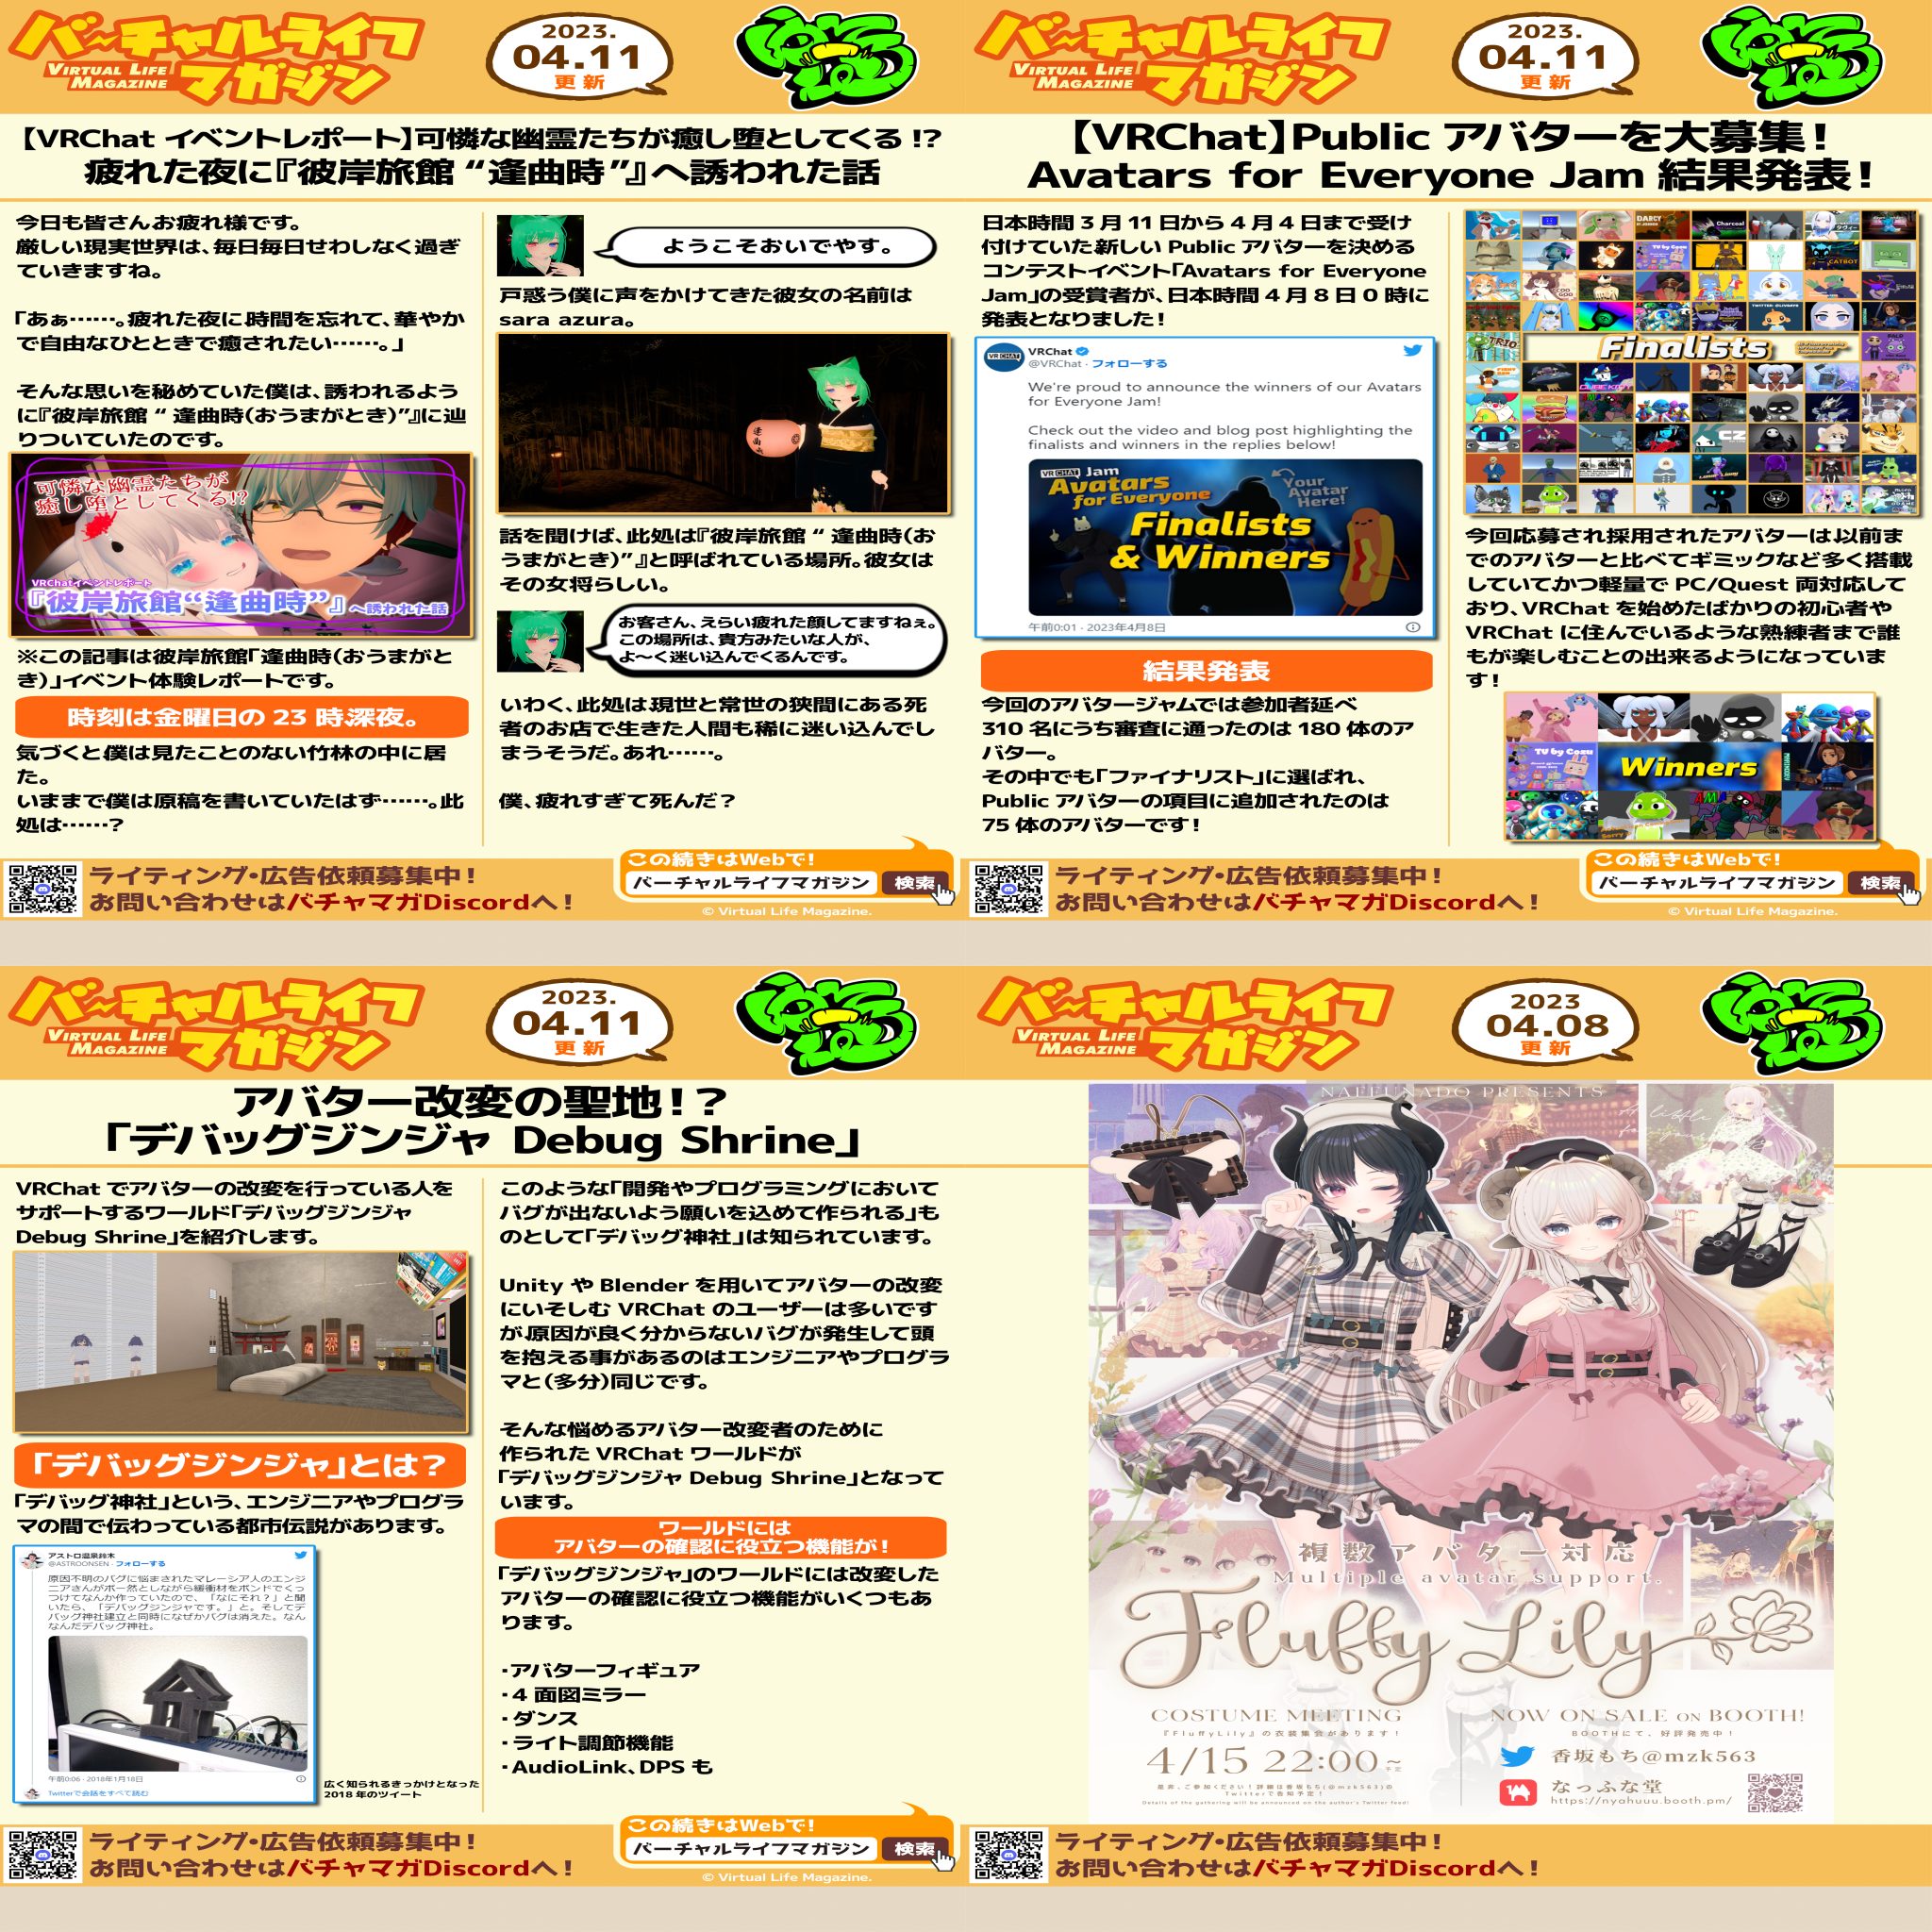 バーチャルライフ
マガジン
VIRTUAL LIFE
MAGAZINE
2023.
04.11
更新
【VRChat イベントレポート】可憐な幽霊たちが癒し堕としてくる!?
疲れた夜に『彼岸旅館 “逢曲時”』へ誘われた話
今日も皆さんお疲れ様です。
厳しい現実世界は、毎日毎日せわしなく過ぎ
ていきますね。
「あぁ……。疲れた夜に時間を忘れて、華やか
で自由なひとときで癒されたい……。」
そんな思いを秘めていた僕は、誘われるよう
に『彼岸旅館 “ 逢曲時(おうまがとき)”』に辿
りついていたのです。
可憐な幽霊たちが
癒し堕としてくる!?
VRChatイベントレポート
『彼岸旅館“逢曲時”』へ誘われた話
※この記事は彼岸旅館「逢曲時(おうまがと
き)」イベント体験レポートです。
時刻は金曜日の 23 時深夜。
気づくと僕は見たことのない竹林の中に居
た。
いままで僕は原稿を書いていたはず……。此
処は……?
ようこそおいでやす。
戸惑う僕に声をかけてきた彼女の名前は
sara azura。
話を聞けば、此処は『彼岸旅館 “ 逢曲時(お
うまがとき)” 』と呼ばれている場所。彼女は
その女将らしい。
お客さん、えらい疲れた顔してますねぇ。
この場所は、貴方みたいな人が、
よ〜く迷い込んでくるんです。
いわく、此処は現世と常世の狭間にある死
者のお店で生きた人間も稀に迷い込んでし
まうそうだ。あれ……。
僕、疲れすぎて死んだ？
ライティング・広告依頼募集中！
お問い合わせはバチャマガDiscordへ！
この続きはWebで!
バーチャルライフマガジン 検索
© Virtual Life Magazine.
バーチャルライフ
マガジン
VIRTUAL LIFE
MAGAZINE
2023.
04.11
更新
【VRChat】Public アバターを大募集！
Avatars for Everyone Jam 結果発表！
日本時間 3 月 11 日から 4 月 4 日まで受け
付けていた新しい Public アバターを決める
コンテストイベント「Avatars for Everyone
Jam」の受賞者が、日本時間 4 月 8 日 0 時に
発表となりました！
VRChat
@VRChat · フォローする
We're proud to announce the winners of our Avatars
for Everyone Jam!
Check out the video and blog post highlighting the
finalists and winners in the replies below!
VRCHAT Jam
Avatars
for Everyone
Your
Avatar
Here!
Finalists
& Winners
午前0:01 · 2023年4月8日
結果発表
今回のアバタージャムでは参加者延べ
310 名にうち審査に通ったのは 180 体のア
バター。
その中でも「ファイナリスト」に選ばれ、
Public アバターの項目に追加されたのは
75 体のアバターです！
Finalists
今回応募され採用されたアバターは以前ま
でのアバターと比べてギミックなど多く搭載
していてかつ軽量で PC/Quest 両対応して
おり、VRChat を始めたばかりの初心者や
VRChat に住んでいるような熟練者まで誰
もが楽しむことの出来るようになっていま
す！
TV by Cozu
Winners
ライティング・広告依頼募集中！
お問い合わせはバチャマガDiscordへ！
この続きはWebで!
バーチャルライフマガジン 検索
© Virtual Life Magazine.
バーチャルライフ
マガジン
VIRTUAL LIFE
MAGAZINE
2023.
04.11
更新
アバター改変の聖地！？
「デバッグジンジャ Debug Shrine」
VRChat でアバターの改変を行っている人を
サポートするワールド「デバッグジンジャ
Debug Shrine」を紹介します。
「デバッグジンジャ」とは？
「デバッグ神社」という、エンジニアやプログラ
マの間で伝わっている都市伝説があります。
アストロ温泉鈴木
@ASTROONSEN · フォローする
原因不明のバグに悩まされたマレーシア人のエンジ
ニアさんがボー然としながら緩衝材をボンドでくっ
つけてなんか作っていたので、「なにそれ？」と聞
いたら、「デバッグジンジャです。」と。そしてデ
バッグ神社建立と同時になぜかバグは消えた。なん
なんだデバッグ神社。
午前0:06 · 2018年1月18日
Twitterで会話をすべて読む
広く知られるきっかけとなった
2018 年のツイート
このような「開発やプログラミングにおいて
バグが出ないよう願いを込めて作られる」も
のとして「デバッグ神社」は知られています。
Unity や Blender を用いてアバターの改変
にいそしむ VRChat のユーザーは多いです
が原因が良く分からないバグが発生して頭
を抱える事があるのはエンジニアやプログラ
マと(多分)同じです。
そんな悩めるアバター改変者のために
作られた VRChat ワールドが
「デバッグジンジャ Debug Shrine」となって
います。
ワールドには
アバターの確認に役立つ機能が！
「デバッグジンジャ」のワールドには改変した
アバターの確認に役立つ機能がいくつもあ
ります。
・アバターフィギュア
・4 面図ミラー
・ダンス
・ライト調節機能
・AudioLink、DPS も
ライティング・広告依頼募集中！
お問い合わせはバチャマガDiscordへ！
この続きはWebで!
バーチャルライフマガジン 検索
© Virtual Life Magazine.
バーチャルライフ
マガジン
VIRTUAL LIFE
MAGAZINE
2023
04.08
更新
NAFFUNADO PRESENTS
複数アバター対応
Multiple avatar support.
Fluffy Lily
COSTUME MEETING
『FluffyLily』の衣装集会があります！
4/15 22:00~
予定
是非、ご参加ください！詳細は香坂もち(@mzk563)の
Twitterで告知予定！
Details of the gathering will be announced on the author's Twitter feed!
NOW ON SALE ON BOOTH!
BOOTHにて、好評発売中！
香坂もち@mzk563
なっふな堂
https://nyahuuu.booth.pm/
ライティング・広告依頼募集中！
お問い合わせはバチャマガDiscordへ！